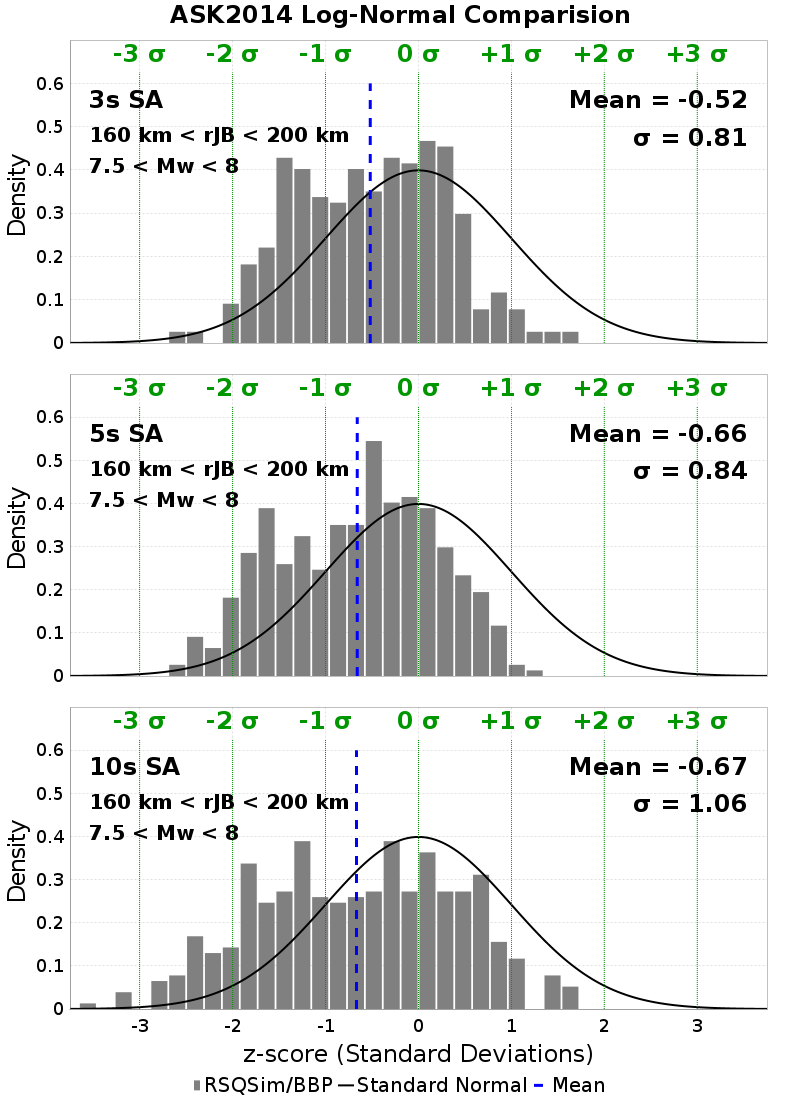 ASK2014 Log-Normal Comparision
-3 σ -2 σ -1 σ 0 σ +1 σ +2 σ +3 σ
3s SA
160 km < rJB < 200 km
7.5 < Mw < 8
Mean = -0.52
σ = 0.81
Density
0.6
0.5
0.4
0.3
0.2
0.1
0
-3 σ -2 σ -1 σ 0 σ +1 σ +2 σ +3 σ
5s SA
160 km < rJB < 200 km
7.5 < Mw < 8
Mean = -0.66
σ = 0.84
Density
0.6
0.5
0.4
0.3
0.2
0.1
0
-3 σ -2 σ -1 σ 0 σ +1 σ +2 σ +3 σ
10s SA
160 km < rJB < 200 km
7.5 < Mw < 8
Mean = -0.67
σ = 1.06
Density
0.6
0.5
0.4
0.3
0.2
0.1
0
-3 -2 -1 0 1 2 3
z-score (Standard Deviations)
RSQSim/BBP Standard Normal Mean